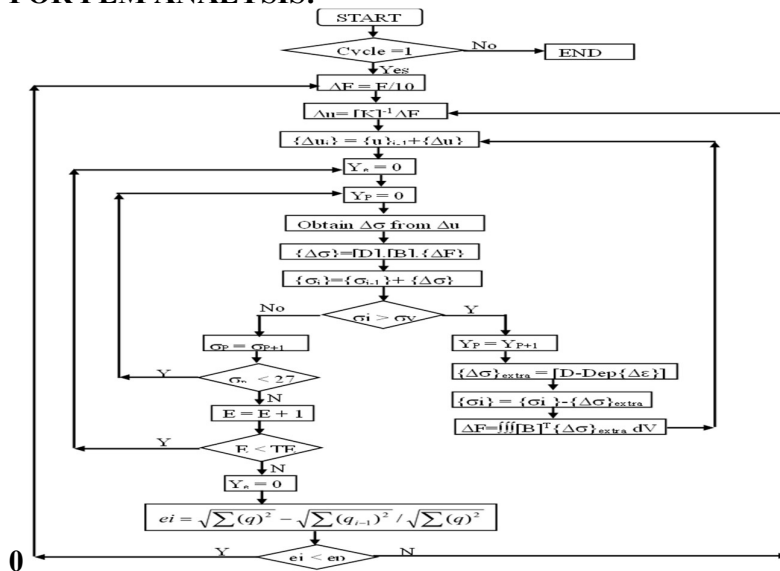 FOR FEM ANALYSIS.
START
Cycle =1
No
END
Yes
ΔF = F/10
Δu= [K]⁻¹ ΔF
{Δuᵢ} = {u}ᵢ₋₁+{Δu}
Yₑ = 0
Y_P = 0
Obtain Δσ from Δu
{Δσ}=[D].[B].{ΔF}
{σᵢ}={σᵢ₋₁}+ {Δσ}
No
σi > σy
Y
σ_P = σ_P+1
Y_P = Y_P+1
Y
< 27
{Δσ}extra = [D-Dep{Δε}]
N
E = E + 1
{σi} = {σi }-{Δσ}extra
Y
E < TE
ΔF=∭[B]ᵀ{Δσ}extra dV
N
Yₑ = 0
ei = √∑(q)² − √∑(qᵢ₋₁)² / √∑(q)²
0
Y
ei < en
N